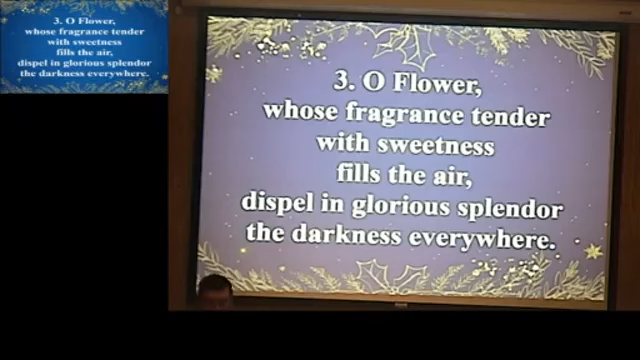 3. O Flower,
whose fragrance tender
with sweetness
fills the air,
dispel in glorious splendor
the darkness everywhere.
3. O Flower,
whose fragrance tender
with sweetness
fills the air,
dispel in glorious splendor
the darkness everywhere.